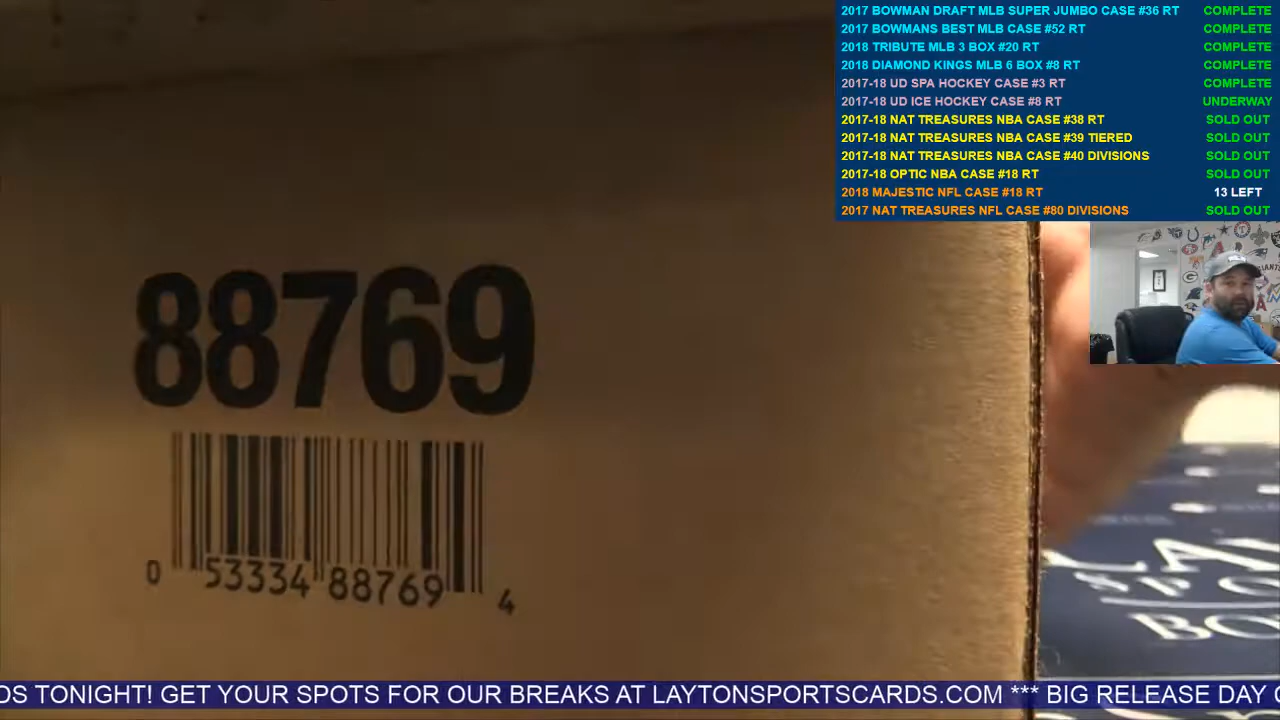 2017 BOWMAN DRAFT MLB SUPER JUMBO CASE #36 RT COMPLETE
2017 BOWMANS BEST MLB CASE #52 RT COMPLETE
2018 TRIBUTE MLB 3 BOX #20 RT COMPLETE
2018 DIAMOND KINGS MLB 6 BOX #8 RT COMPLETE
2017-18 UD SPA HOCKEY CASE #3 RT COMPLETE
2017-18 UD ICE HOCKEY CASE #8 RT UNDERWAY
2017-18 NAT TREASURES NBA CASE #38 RT SOLD OUT
2017-18 NAT TREASURES NBA CASE #39 TIERED SOLD OUT
2017-18 NAT TREASURES NBA CASE #40 DIVISIONS SOLD OUT
2017-18 OPTIC NBA CASE #18 RT SOLD OUT
2018 MAJESTIC NFL CASE #18 RT 13 LEFT
2017 NAT TREASURES NFL CASE #80 DIVISIONS SOLD OUT
88769
0 53334 88769 4
OS TONIGHT! GET YOUR SPOTS FOR OUR BREAKS AT LAYTONSPORTSCARDS.COM *** BIG RELEASE DAY